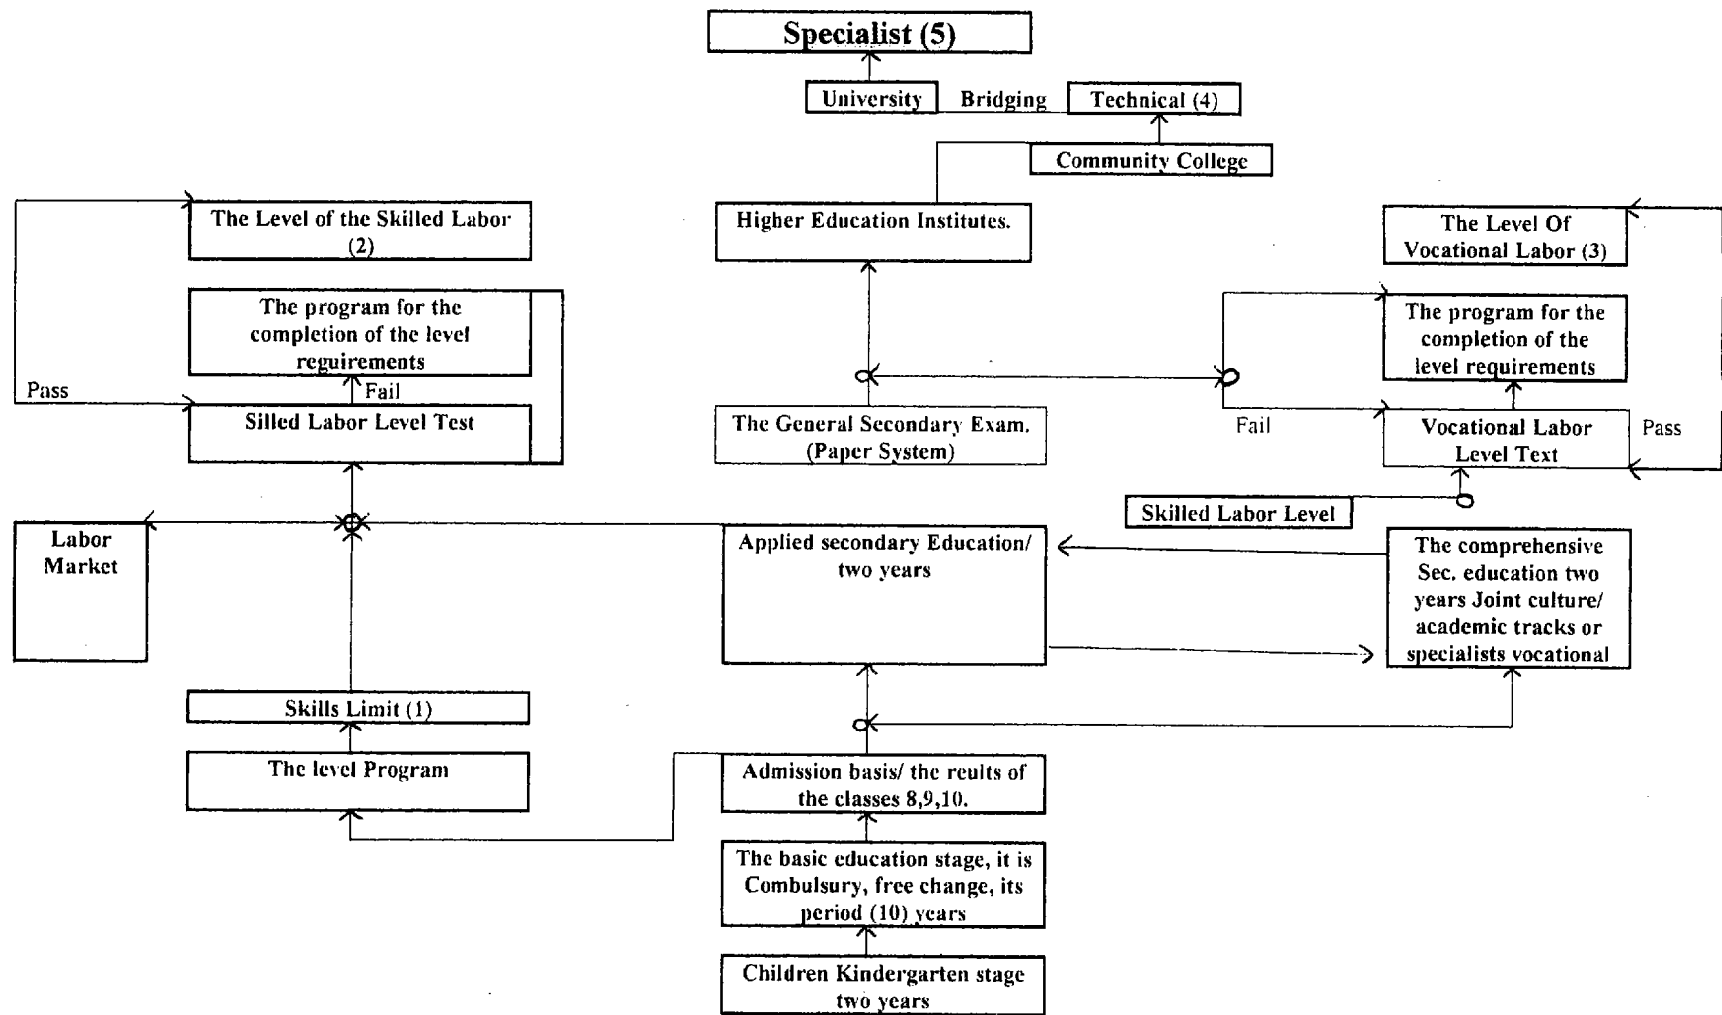 Specialist (5)
University
Bridging
Technical (4)
Community College
The Level of the Skilled Labor
(2)
Higher Education Institutes.
The Level Of
Vocational Labor (3)
The program for the
completion of the level
reguirements
The program for the
completion of the
level requirements
Pass
Fail
Silled Labor Level Test
The General Secondary Exam.
(Paper System)
Fail
Vocational Labor
Level Text
Pass
Skilled Labor Level
Labor
Market
Applied secondary Education/
two years
The comprehensive
Sec. education two
years Joint culture/
academic tracks or
specialists vocational
Skills Limit (1)
The level Program
Admission basis/ the reults of
the classes 8,9,10.
The basic education stage, it is
Combulsury, free change, its
period (10) years
Children Kindergarten stage
two years